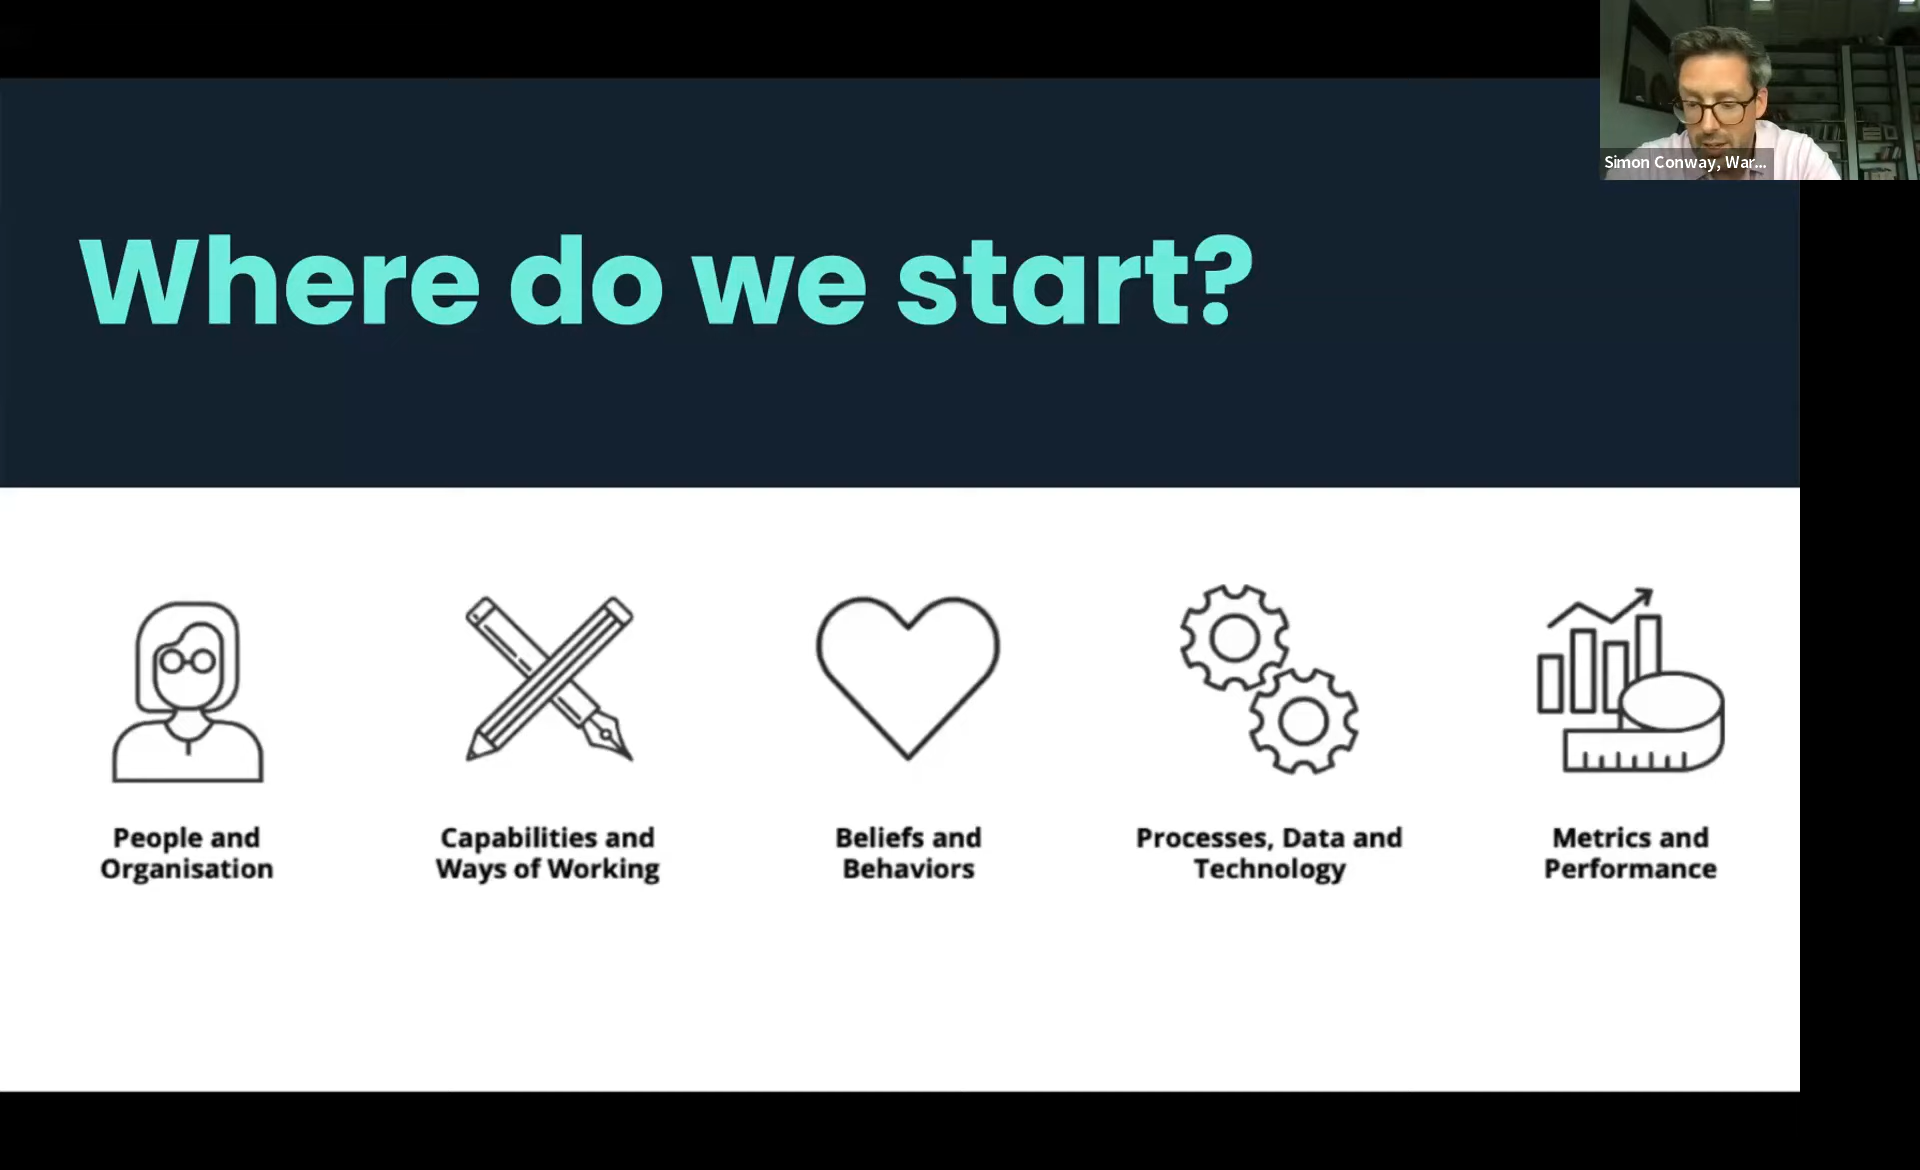 Simon Conway, War...
Where do we start?
People and
Organisation
Capabilities and
Ways of Working
Beliefs and
Behaviors
Processes, Data and
Technology
Metrics and
Performance